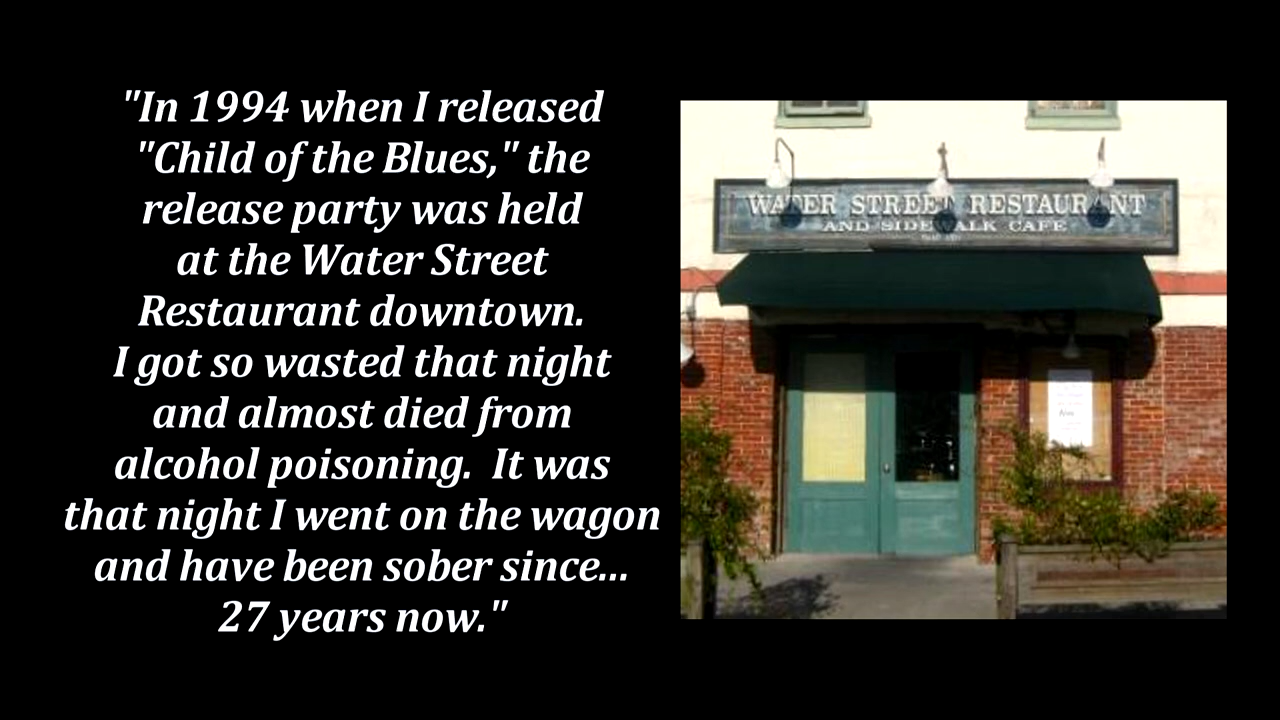 "In 1994 when I released
"Child of the Blues," the
release party was held
at the Water Street
Restaurant downtown.
I got so wasted that night
and almost died from
alcohol poisoning.  It was
that night I went on the wagon
and have been sober since...
27 years now."
WATER STREET RESTAURANT
AND SIDEWALK CAFE